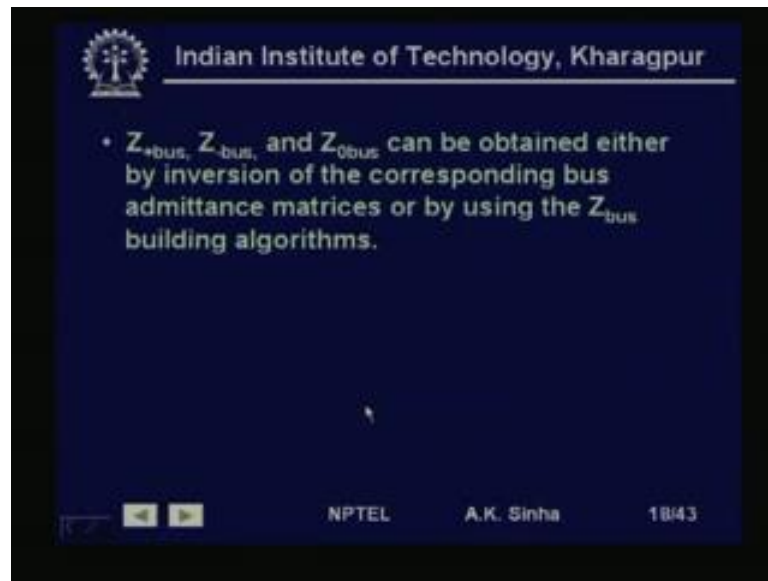 Indian Institute of Technology, Kharagpur
• Z+bus, Z-bus, and Z0bus can be obtained either
by inversion of the corresponding bus
admittance matrices or by using the Zbus
building algorithms.
NPTEL A.K. Sinha 18/43